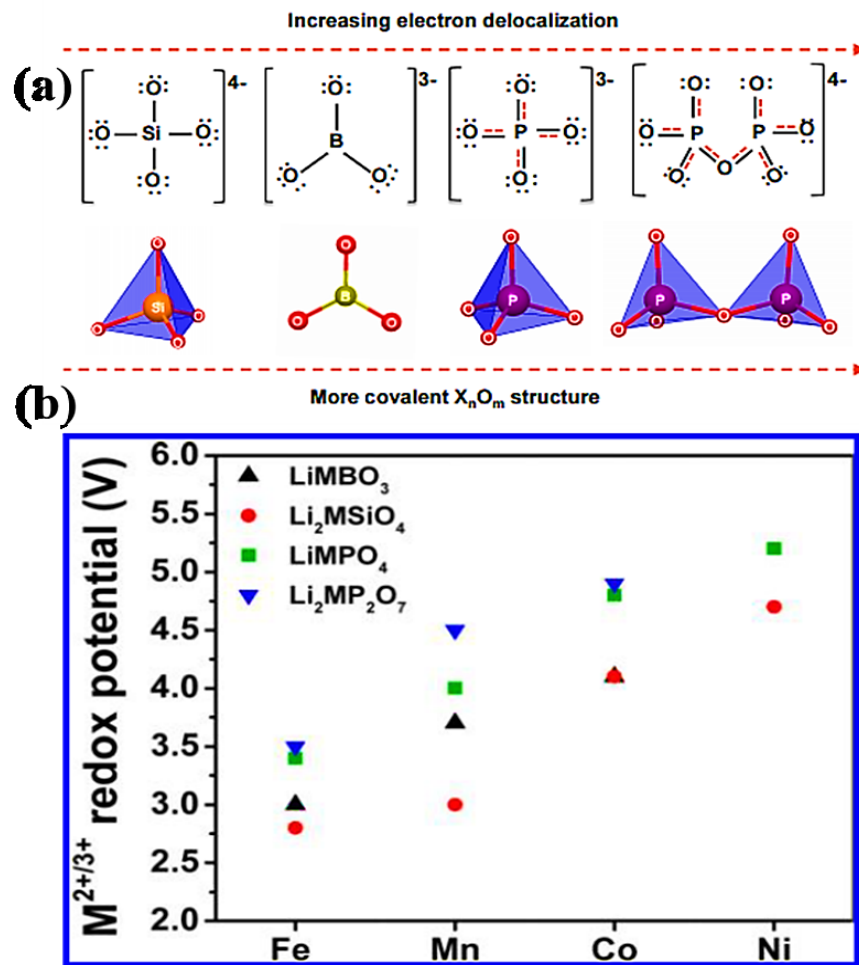 Increasing electron delocalization
(a)
4-
3-
3-
4-
:Ö: :Ö: :Ö: :Ö: :Ö:
:Ö—Si—Ö: B :Ö P Ö: :Ö P P Ö:
:O: Ö Ö :O: Ö O Ö
Si B P P P
More covalent XₙOₘ structure
(b)
M²⁺/³⁺ redox potential (V)
6.0
5.5
5.0
4.5
4.0
3.5
3.0
2.5
2.0
LiMBO₃
Li₂MSiO₄
LiMPO₄
Li₂MP₂O₇
Fe Mn Co Ni